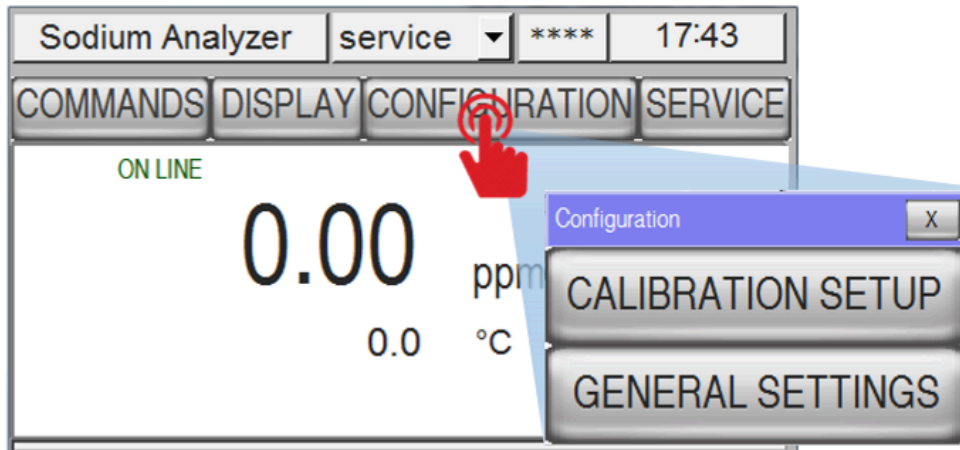 Sodium Analyzer service **** 17:43
COMMANDS DISPLAY CONFIGURATION SERVICE
ON LINE
0.00 ppm
0.0 °C
Configuration X
CALIBRATION SETUP
GENERAL SETTINGS